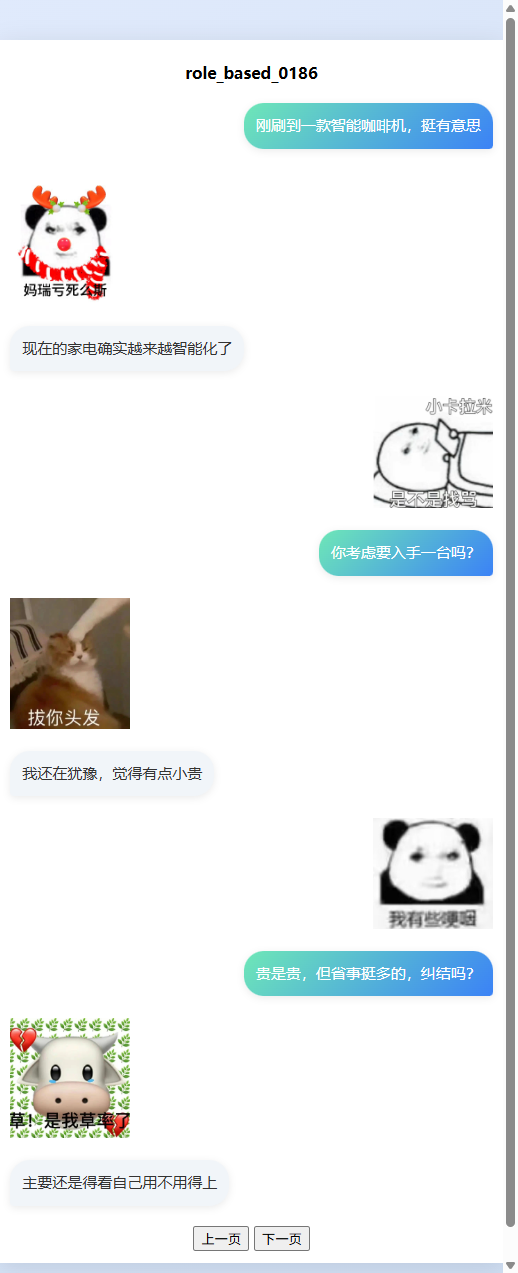 role_based_0186
刚刷到一款智能咖啡机，挺有意思
妈瑞亏死么斯
现在的家电确实越来越智能化了
小卡拉米
是不是找骂
你考虑要入手一台吗？
拔你头发
我还在犹豫，觉得有点小贵
我有些哽咽
贵是贵，但省事挺多的，纠结吗？
草！是我草率了
主要还是得看自己用不用得上
上一页 下一页